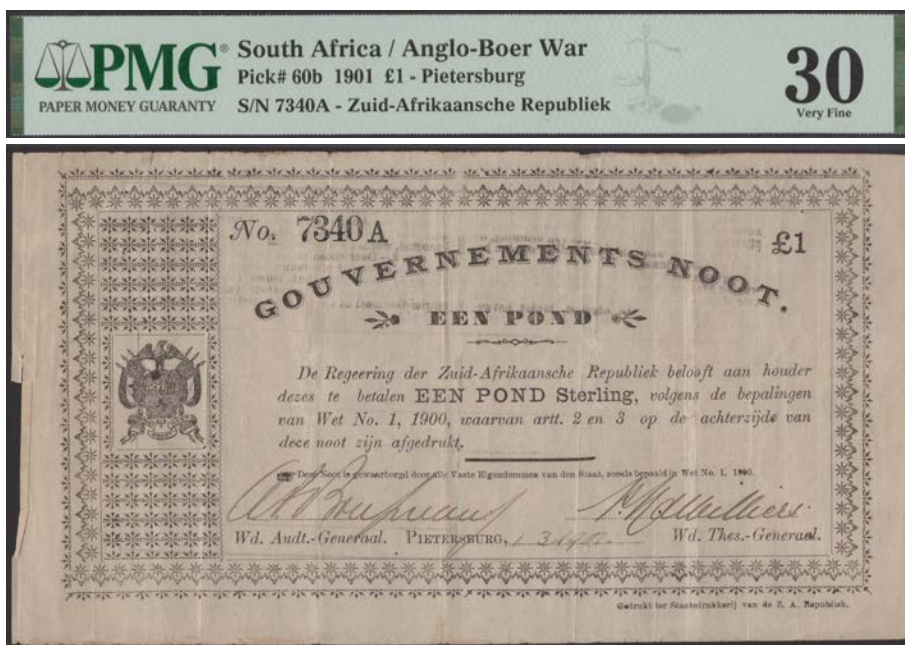 PMG®
PAPER MONEY GUARANTY
South Africa / Anglo-Boer War
Pick# 60b 1901 £1 - Pietersburg
S/N 7340A - Zuid-Afrikaansche Republiek
30
Very Fine
No. 7340 A
£1
GOUVERNEMENTS NOOT.
EEN POND
De Regeering der Zuid-Afrikaansche Republiek belooft aan houder
dezes te betalen EEN POND Sterling, volgens de bepalingen
van Wet No. 1, 1900, waarvan artt. 2 en 3 op de achterzijde van
deze noot zijn afgedrukt.
Deze Noot is gewaarborgd door alle Vaste Eigendommen van den Staat, zooals bepaald in Wet No. 1, 1900.
Wd. Audt.-Generaal. PIETERSBURG, Wd. Thes.-Generaal.
Gedrukt ter Staatsdrukkerij van de Z. A. Republiek.